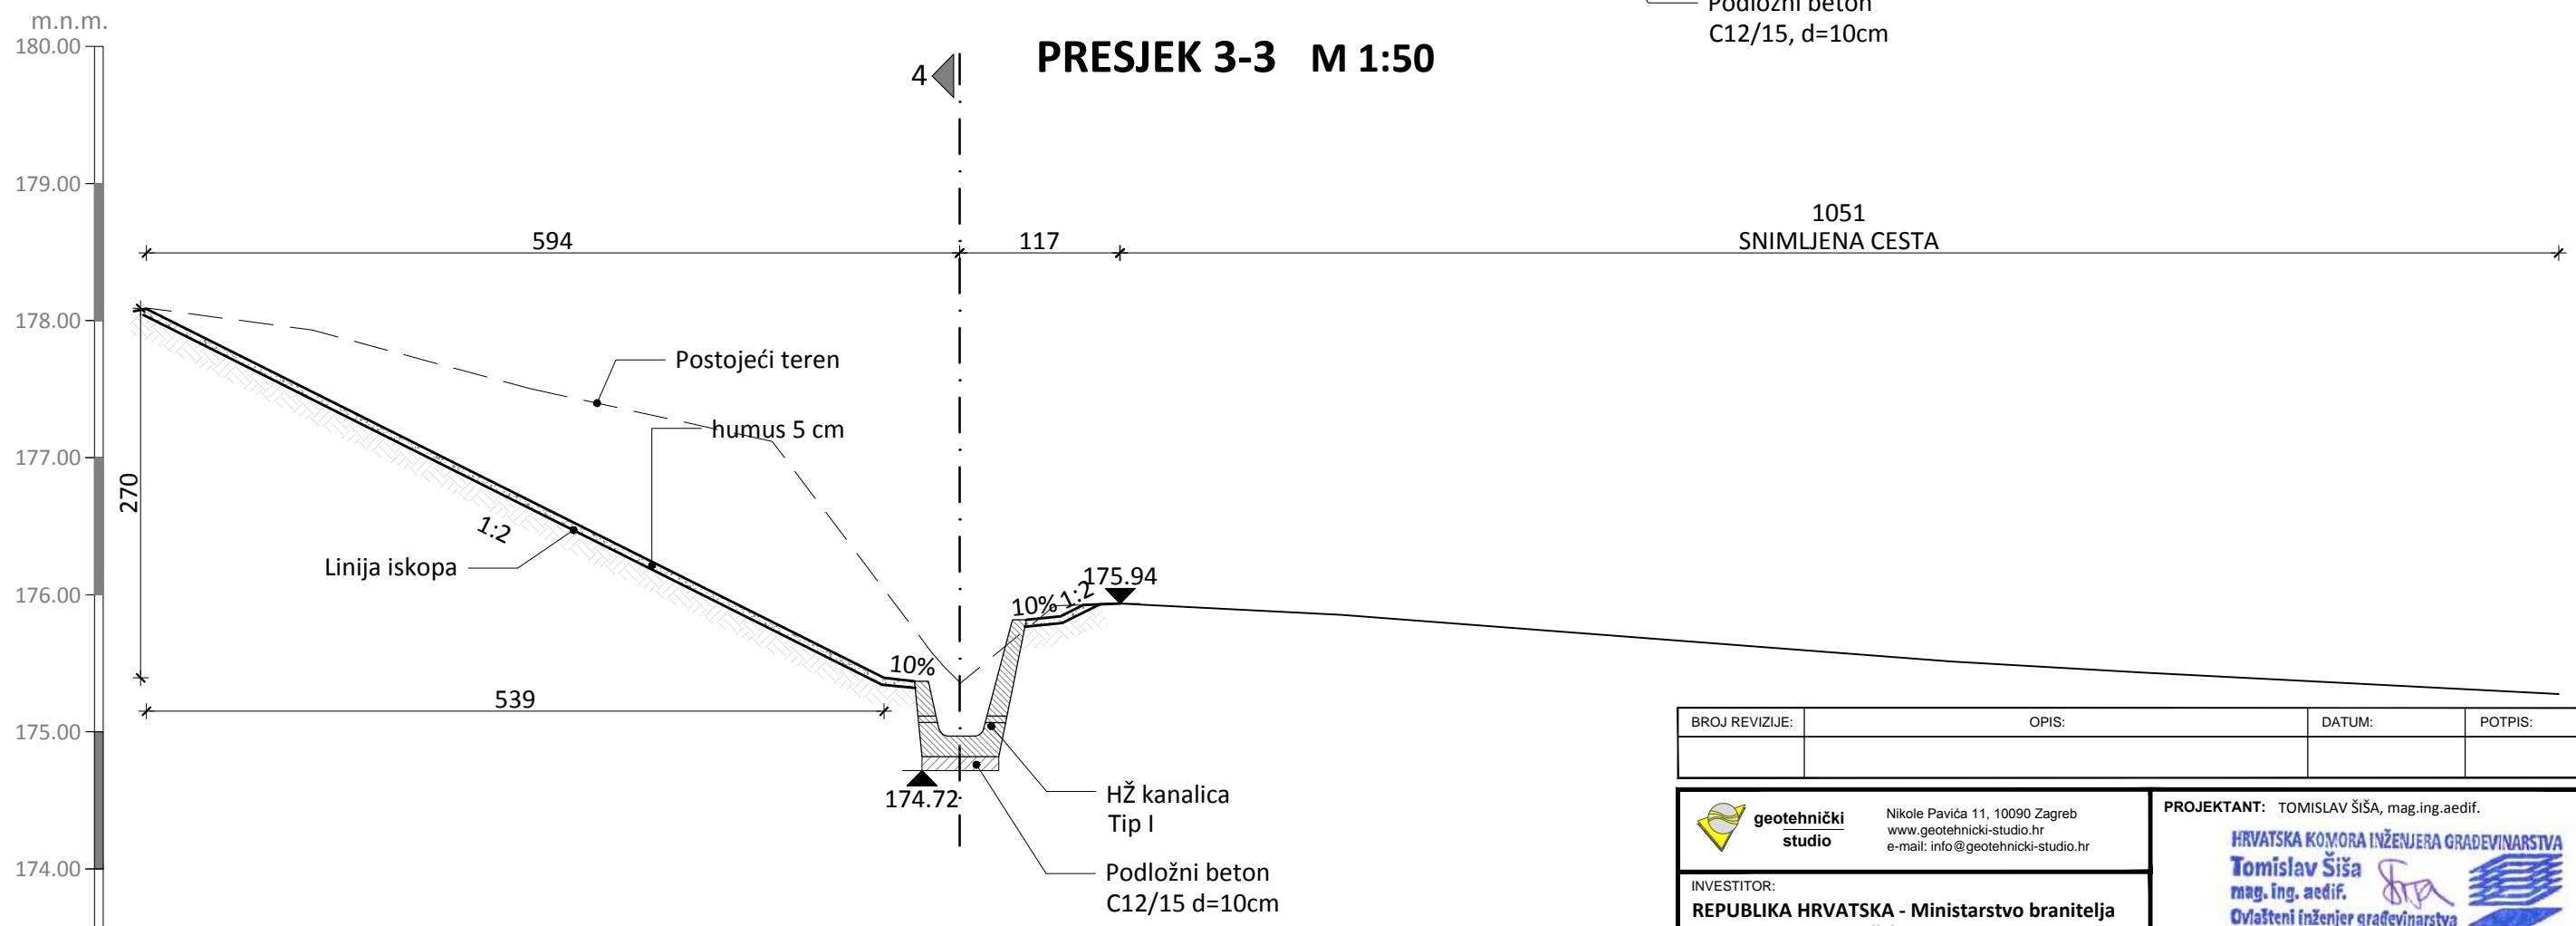 Podložni beton
C12/15, d=10cm
PRESJEK 3-3 M 1:50
m.n.m.
180.00
179.00
178.00
177.00
176.00
175.00
174.00
4
594
117
1051
SNIMLJENA CESTA
Postojeći teren
humus 5 cm
270
1:2
Linija iskopa
539
10%
10%
1:2
175.94
174.72
HŽ kanalica
Tip I
Podložni beton
C12/15 d=10cm
BROJ REVIZIJE: OPIS: DATUM: POTPIS:
geotehnički
studio
Nikole Pavića 11, 10090 Zagreb
www.geotehnicki-studio.hr
e-mail: info@geotehnicki-studio.hr
INVESTITOR:
REPUBLIKA HRVATSKA - Ministarstvo branitelja
PROJEKTANT: TOMISLAV ŠIŠA, mag.ing.aedif.
HRVATSKA KOMORA INŽENJERA GRAĐEVINARSTVA
Tomislav Šiša
mag. ing. aedif.
Ovlašteni inženjer građevinarstva